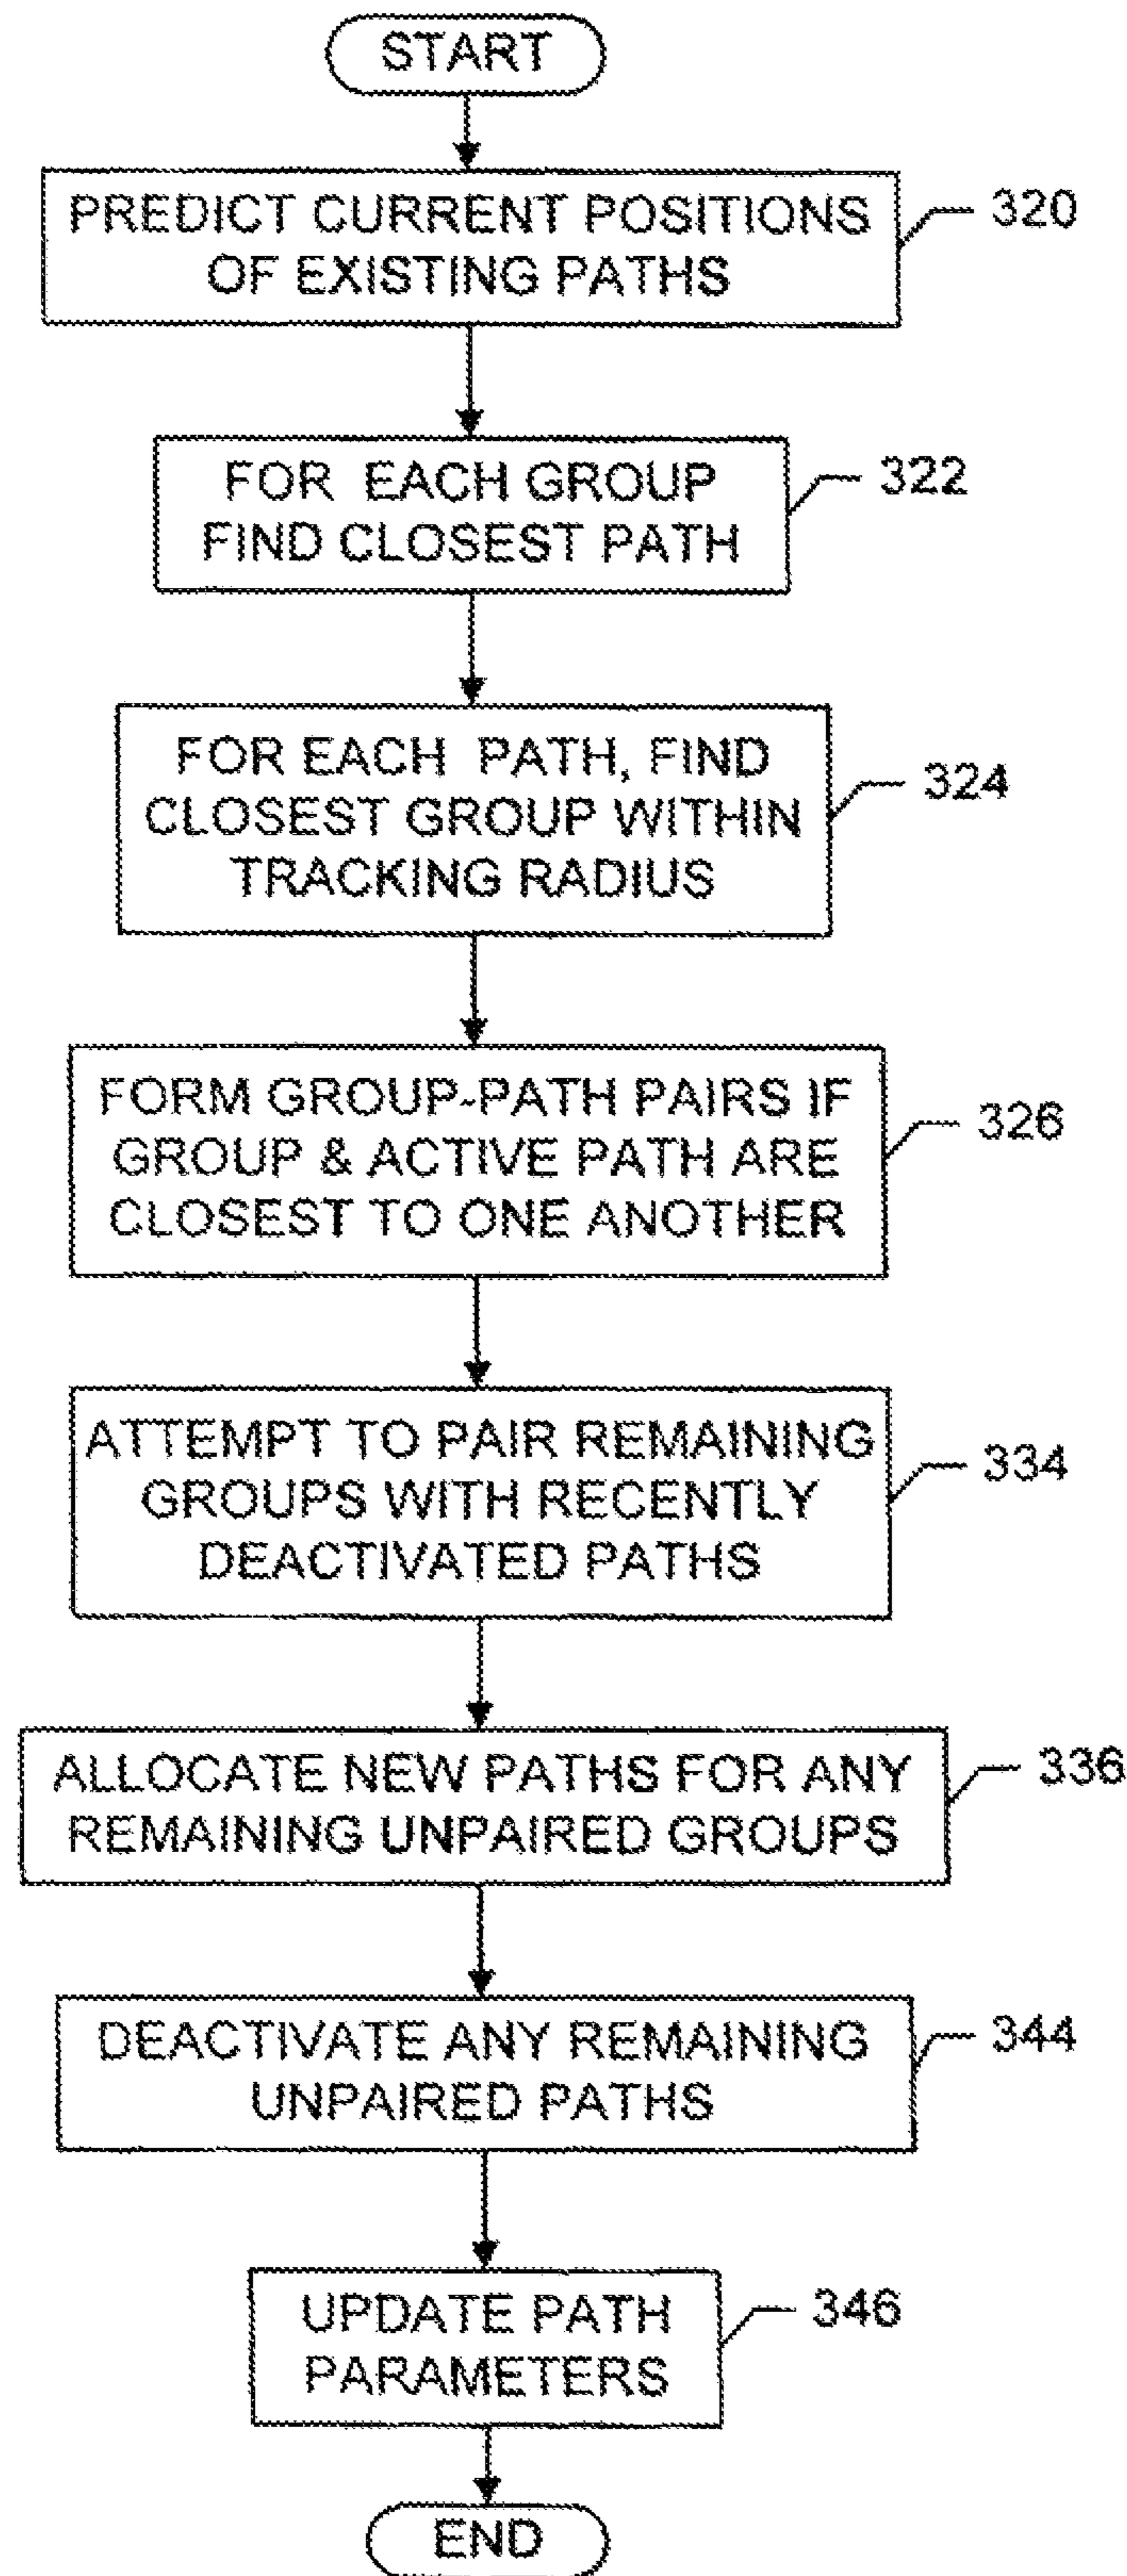 START
PREDICT CURRENT POSITIONS
OF EXISTING PATHS
320
FOR EACH GROUP
FIND CLOSEST PATH
322
FOR EACH PATH, FIND
CLOSEST GROUP WITHIN
TRACKING RADIUS
324
FORM GROUP-PATH PAIRS IF
GROUP & ACTIVE PATH ARE
CLOSEST TO ONE ANOTHER
326
ATTEMPT TO PAIR REMAINING
GROUPS WITH RECENTLY
DEACTIVATED PATHS
334
ALLOCATE NEW PATHS FOR ANY
REMAINING UNPAIRED GROUPS
336
DEACTIVATE ANY REMAINING
UNPAIRED PATHS
344
UPDATE PATH
PARAMETERS
346
END